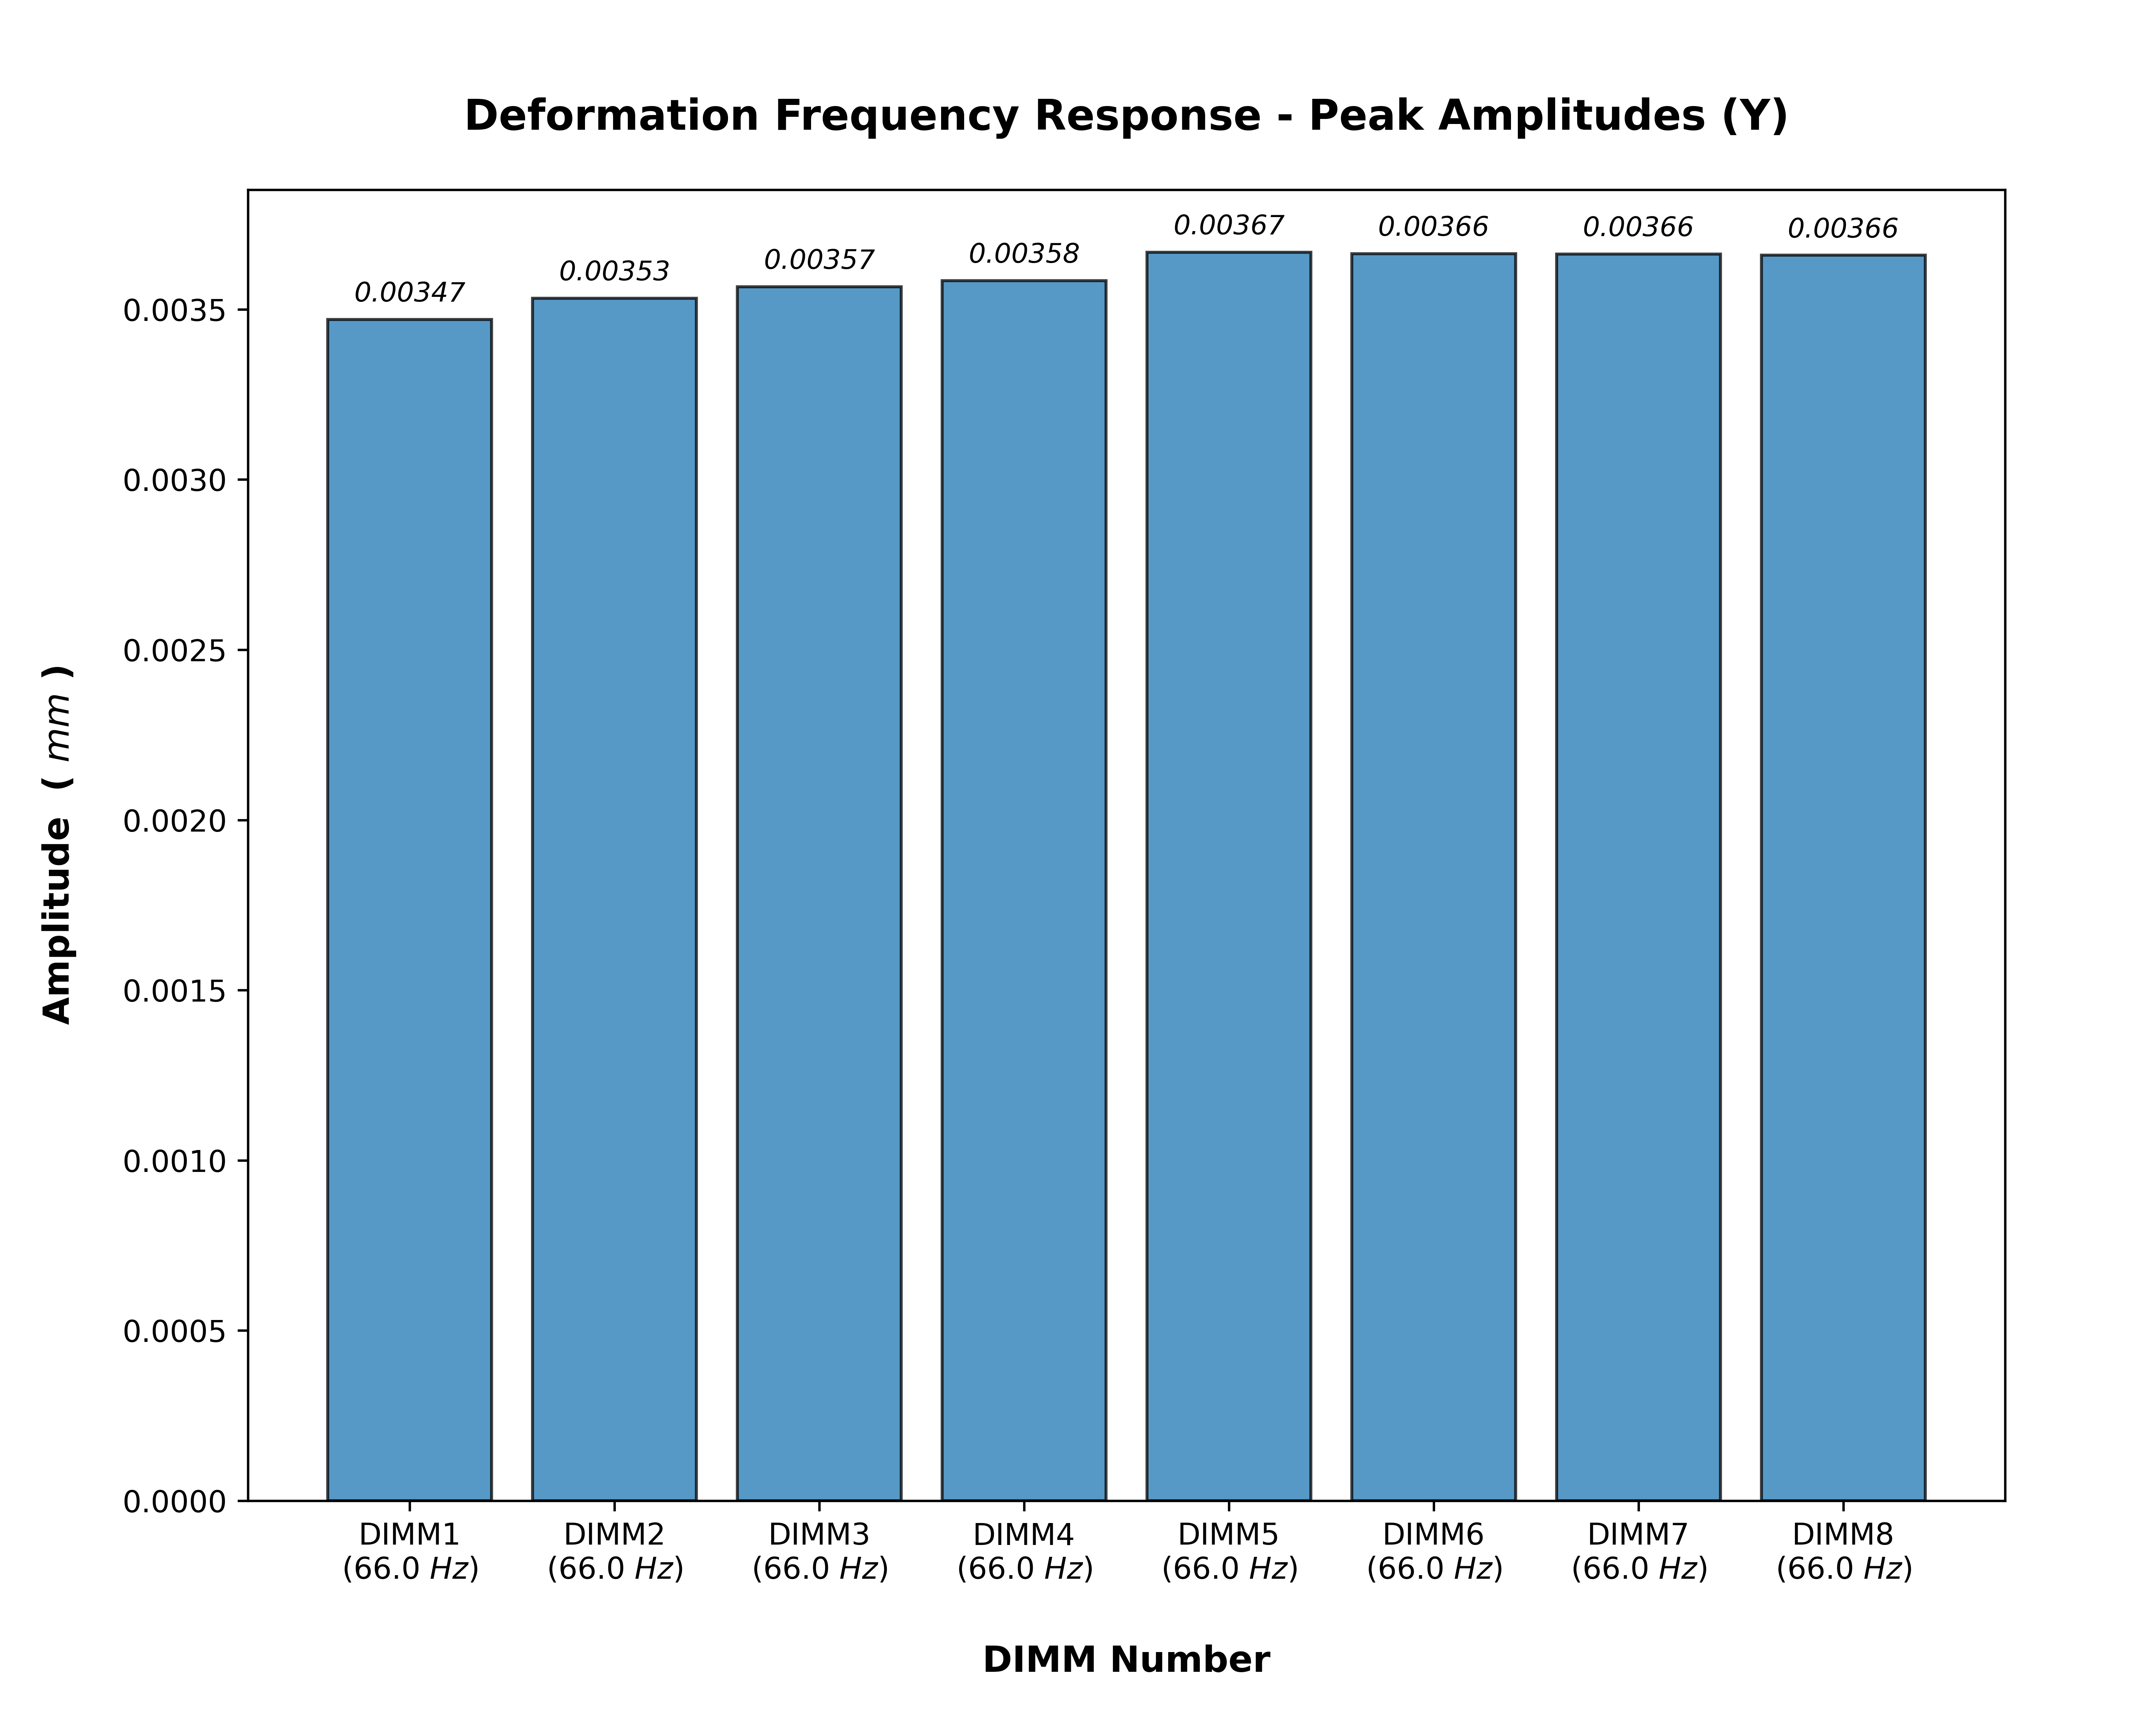 Deformation Frequency Response - Peak Amplitudes (Y)
0.00347 0.00353 0.00357 0.00358 0.00367 0.00366 0.00366 0.00366
0.0035
0.0030
0.0025
0.0020
0.0015
0.0010
0.0005
0.0000
Amplitude ( mm )
DIMM1 DIMM2 DIMM3 DIMM4 DIMM5 DIMM6 DIMM7 DIMM8
(66.0 Hz) (66.0 Hz) (66.0 Hz) (66.0 Hz) (66.0 Hz) (66.0 Hz) (66.0 Hz) (66.0 Hz)
DIMM Number